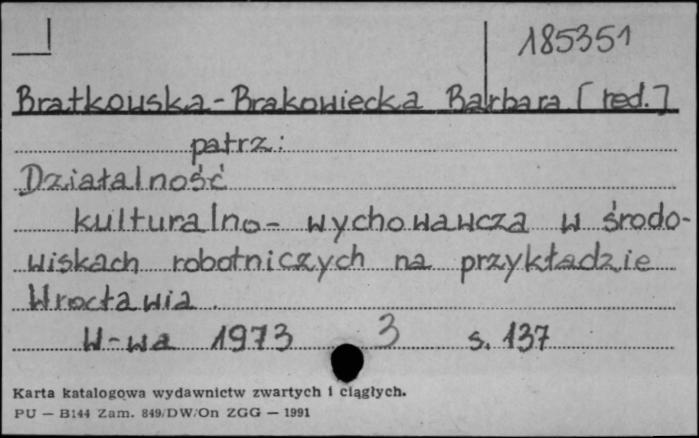 185351
Bratkowska-Brakowiecka Barbara [red.]
patrz:
Działalność
kulturalno-wychowawcza w środo-
wiskach robotniczych na przykładzie
Wrocławia.
W-wa 1973 3 s. 137
Karta katalogowa wydawnictw zwartych i ciągłych.
PU — B144 Zam. 849/DW/On ZGG — 1991